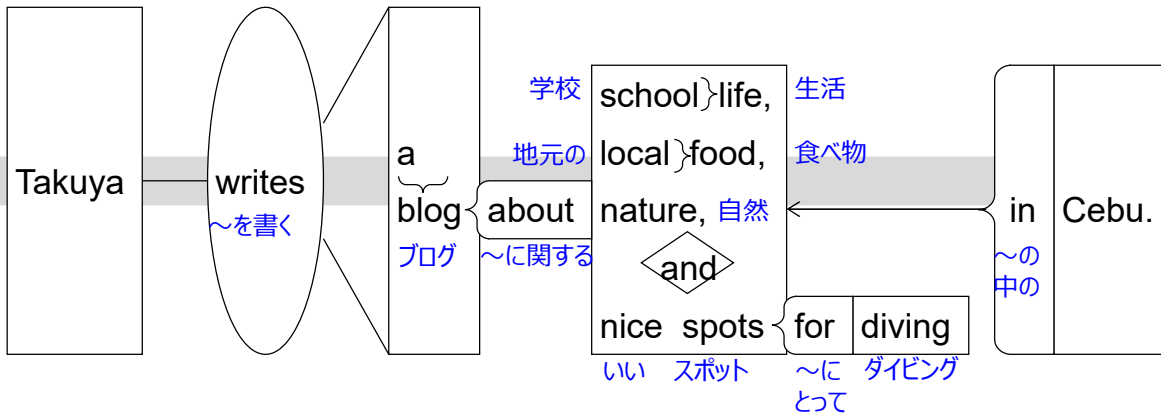 学校 school life, 生活
a 地元の local food, 食べ物
Takuya writes blog about nature, 自然 in Cebu.
～を書く ブログ ～に関する and ～の
中の
nice spots for diving
いい スポット ～に ダイビング
とって